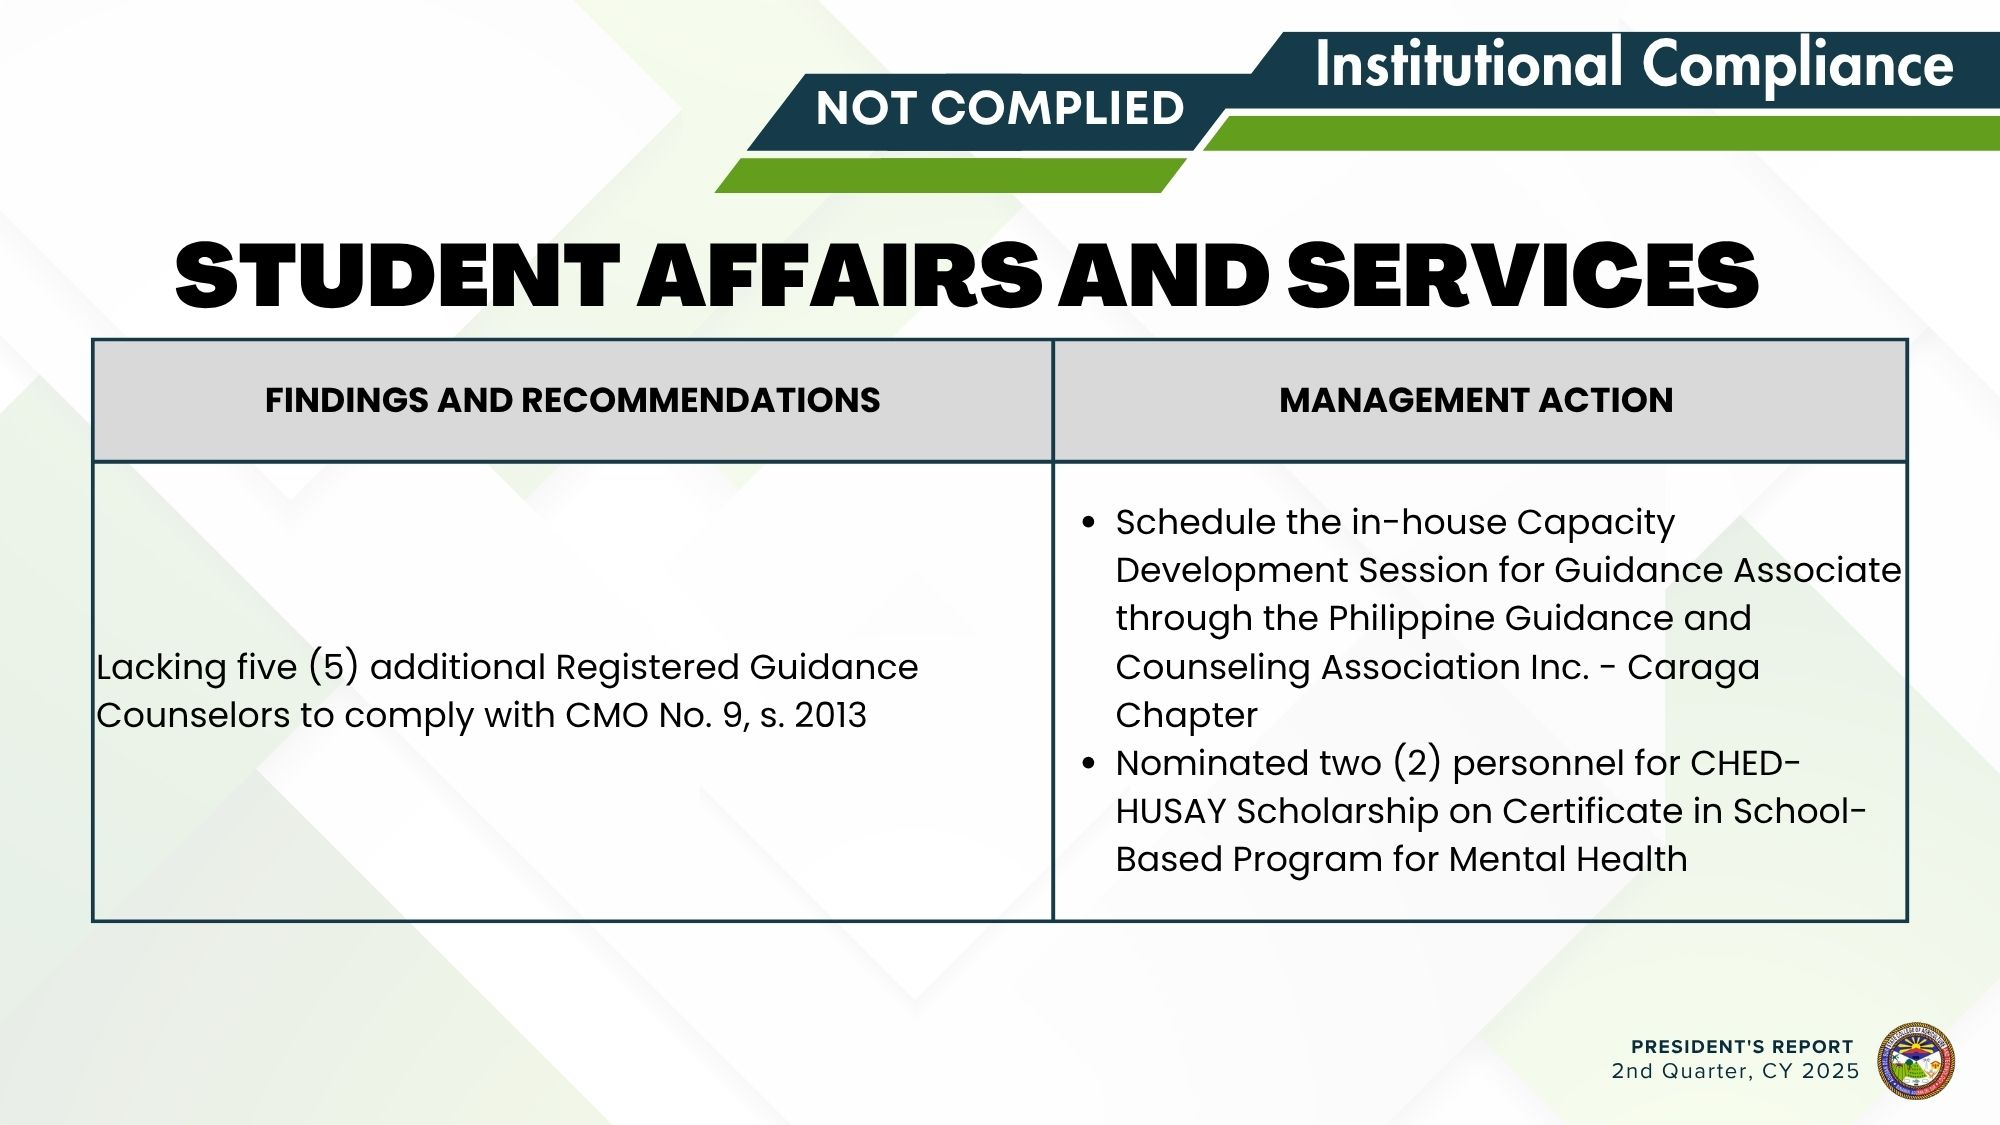 Institutional Compliance
NOT COMPLIED
STUDENT AFFAIRS AND SERVICES
FINDINGS AND RECOMMENDATIONS
MANAGEMENT ACTION
Lacking five (5) additional Registered Guidance
Counselors to comply with CMO No. 9, s. 2013
• Schedule the in-house Capacity
Development Session for Guidance Associate
through the Philippine Guidance and
Counseling Association Inc. - Caraga
Chapter
• Nominated two (2) personnel for CHED-
HUSAY Scholarship on Certificate in School-
Based Program for Mental Health
PRESIDENT'S REPORT
2nd Quarter, CY 2025